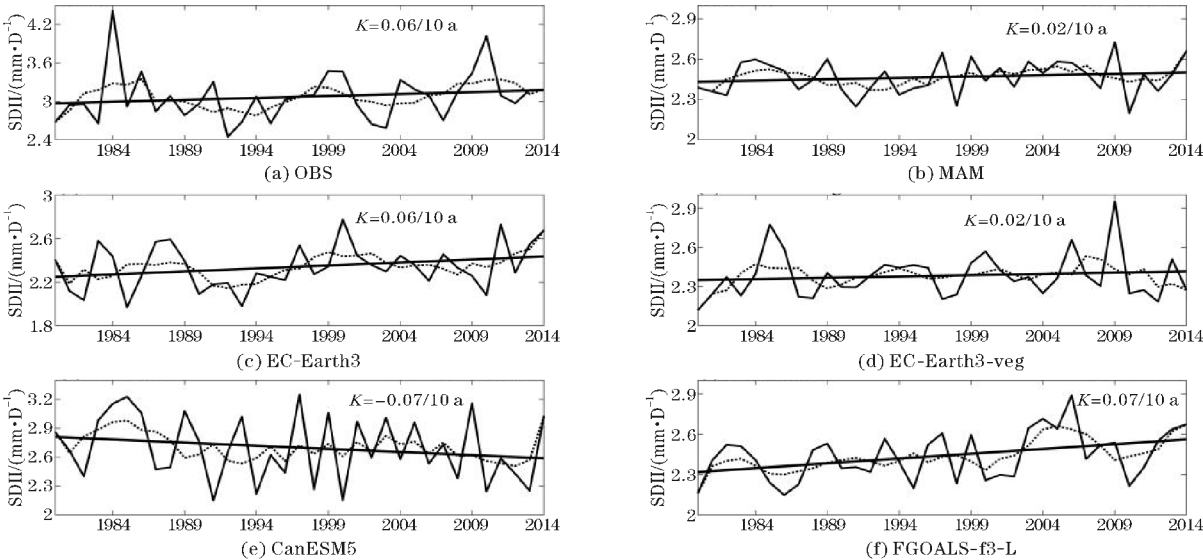 4.2
3.6
3
2.4
SDII/(mm·D⁻¹)
K=0.06/10 a
1984 1989 1994 1999 2004 2009 2014
(a) OBS
2.9
2.6
2.3
2
SDII/(mm·D⁻¹)
K=0.02/10 a
1984 1989 1994 1999 2004 2009 2014
(b) MAM
3
2.6
2.2
1.8
SDII/(mm·D⁻¹)
K=0.06/10 a
1984 1989 1994 1999 2004 2009 2014
(c) EC-Earth3
2.9
2.6
2.3
2
SDII/(mm·D⁻¹)
K=0.02/10 a
1984 1989 1994 1999 2004 2009 2014
(d) EC-Earth3-veg
3.2
2.9
2.6
2.3
2
SDII/(mm·D⁻¹)
K=-0.07/10 a
1984 1989 1994 1999 2004 2009 2014
(e) CanESM5
2.9
2.6
2.3
2
SDII/(mm·D⁻¹)
K=0.07/10 a
1984 1989 1994 1999 2004 2009 2014
(f) FGOALS-f3-L